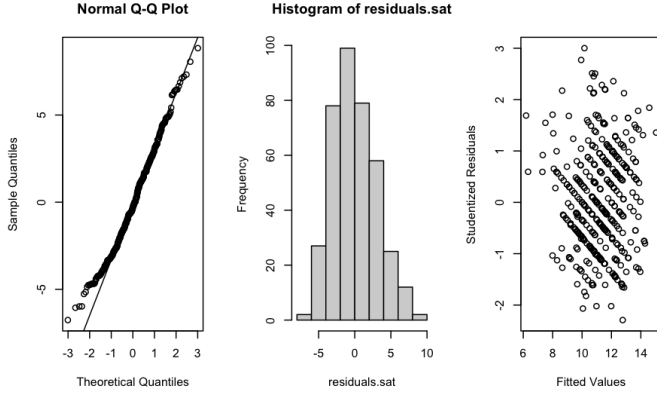 Normal Q-Q Plot
Sample Quantiles
5
0
-5
-3 -2 -1 0 1 2 3
Theoretical Quantiles
Histogram of residuals.sat
Frequency
100
80
60
40
20
0
-5 0 5 10
residuals.sat
Studentized Residuals
3
2
1
0
-1
-2
6 8 10 12 14
Fitted Values